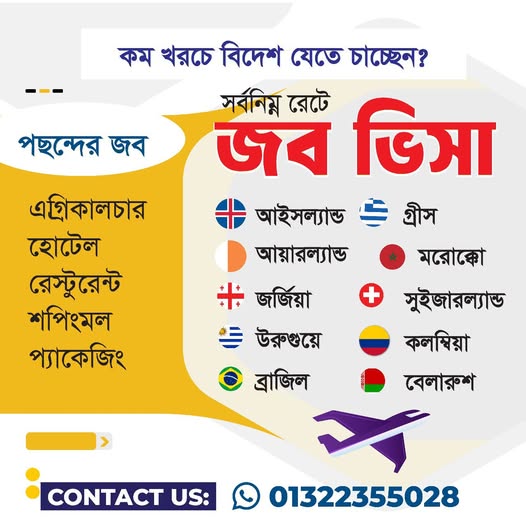 কম খরচে বিদেশ যেতে চাচ্ছেন?
সর্বনিম্ন রেটে
জব ভিসা
পছন্দের জব
এগ্রিকালচার
হোটেল
রেস্টুরেন্ট
শপিংমল
প্যাকেজিং
আইসল্যান্ড গ্রীস
আয়ারল্যান্ড মরোক্কো
জর্জিয়া সুইজারল্যান্ড
উরুগুয়ে কলম্বিয়া
ব্রাজিল বেলারুশ
CONTACT US: 01322355028